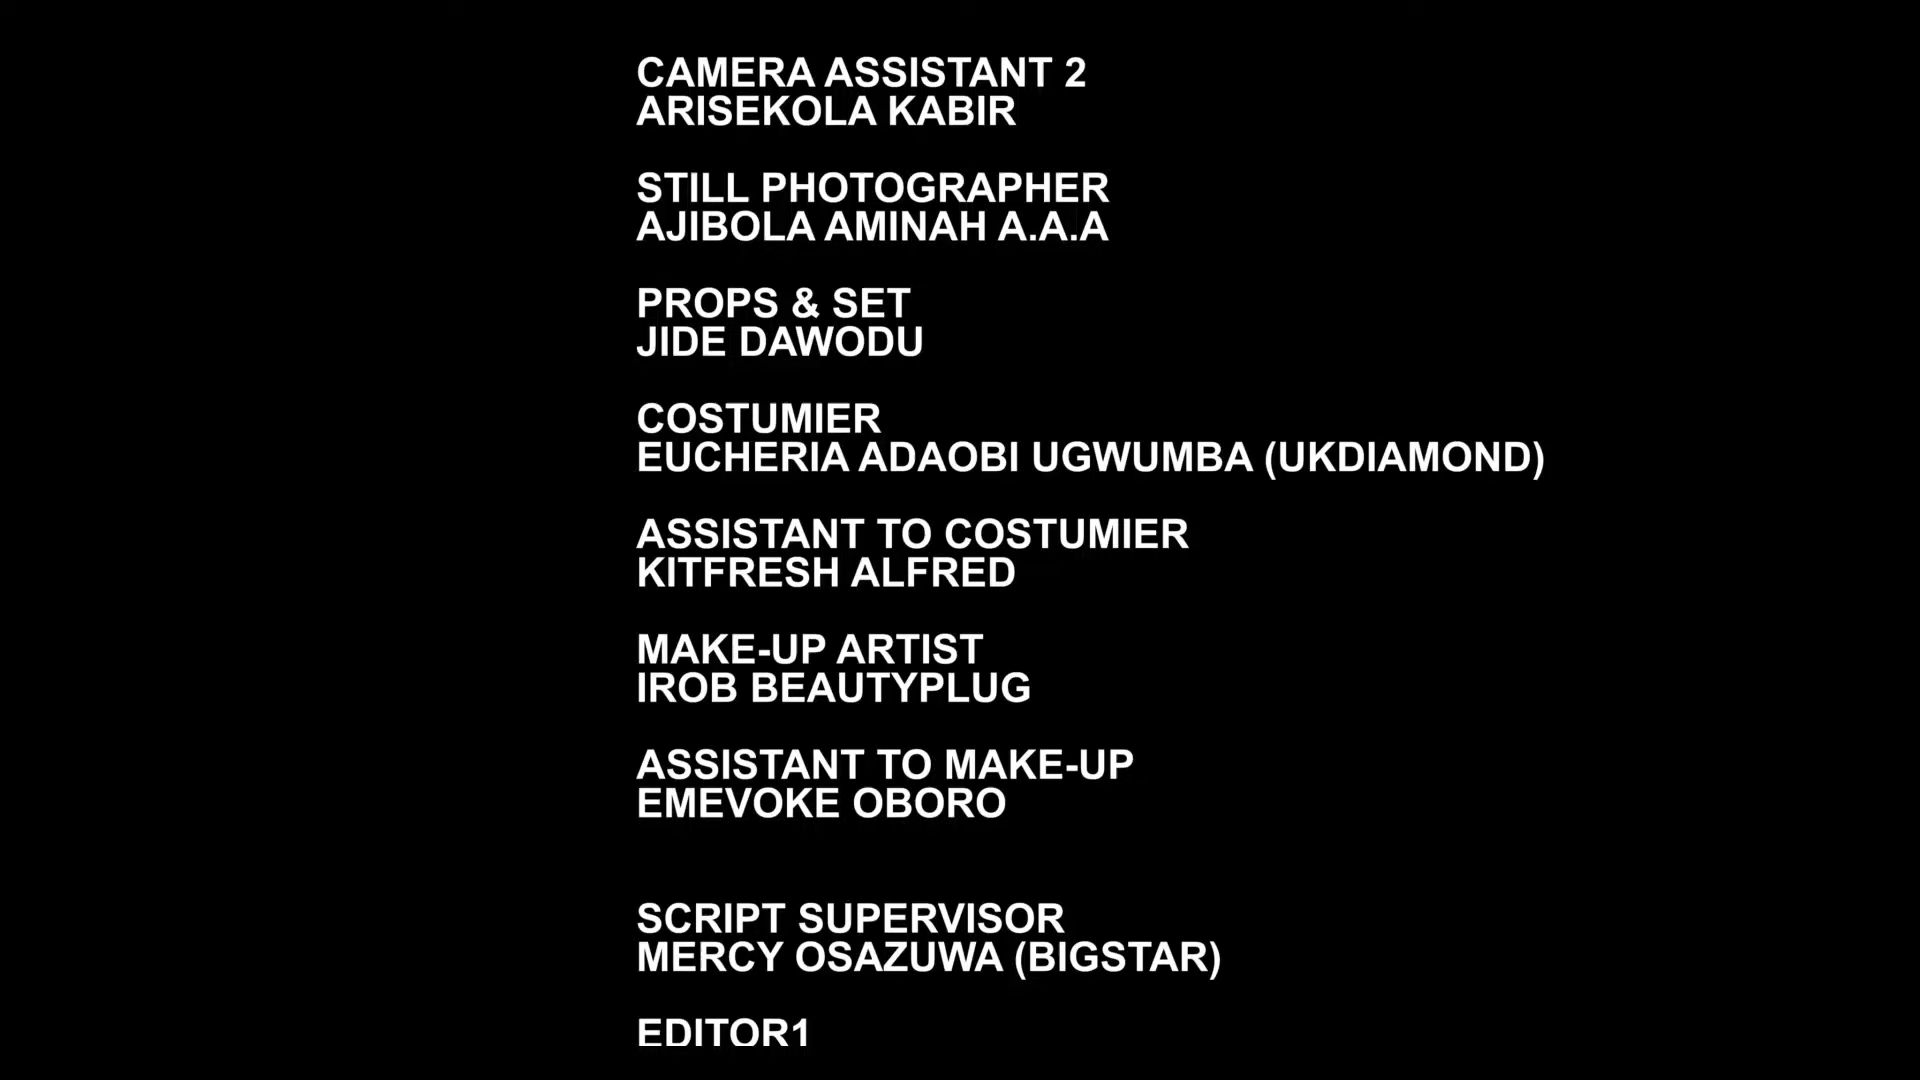 CAMERA ASSISTANT 2
ARISEKOLA KABIR
STILL PHOTOGRAPHER
AJIBOLA AMINAH A.A.A
PROPS & SET
JIDE DAWODU
COSTUMIER
EUCHERIA ADAOBI UGWUMBA (UKDIAMOND)
ASSISTANT TO COSTUMIER
KITFRESH ALFRED
MAKE-UP ARTIST
IROB BEAUTYPLUG
ASSISTANT TO MAKE-UP
EMEVOKE OBORO
SCRIPT SUPERVISOR
MERCY OSAZUWA (BIGSTAR)
EDITOR1